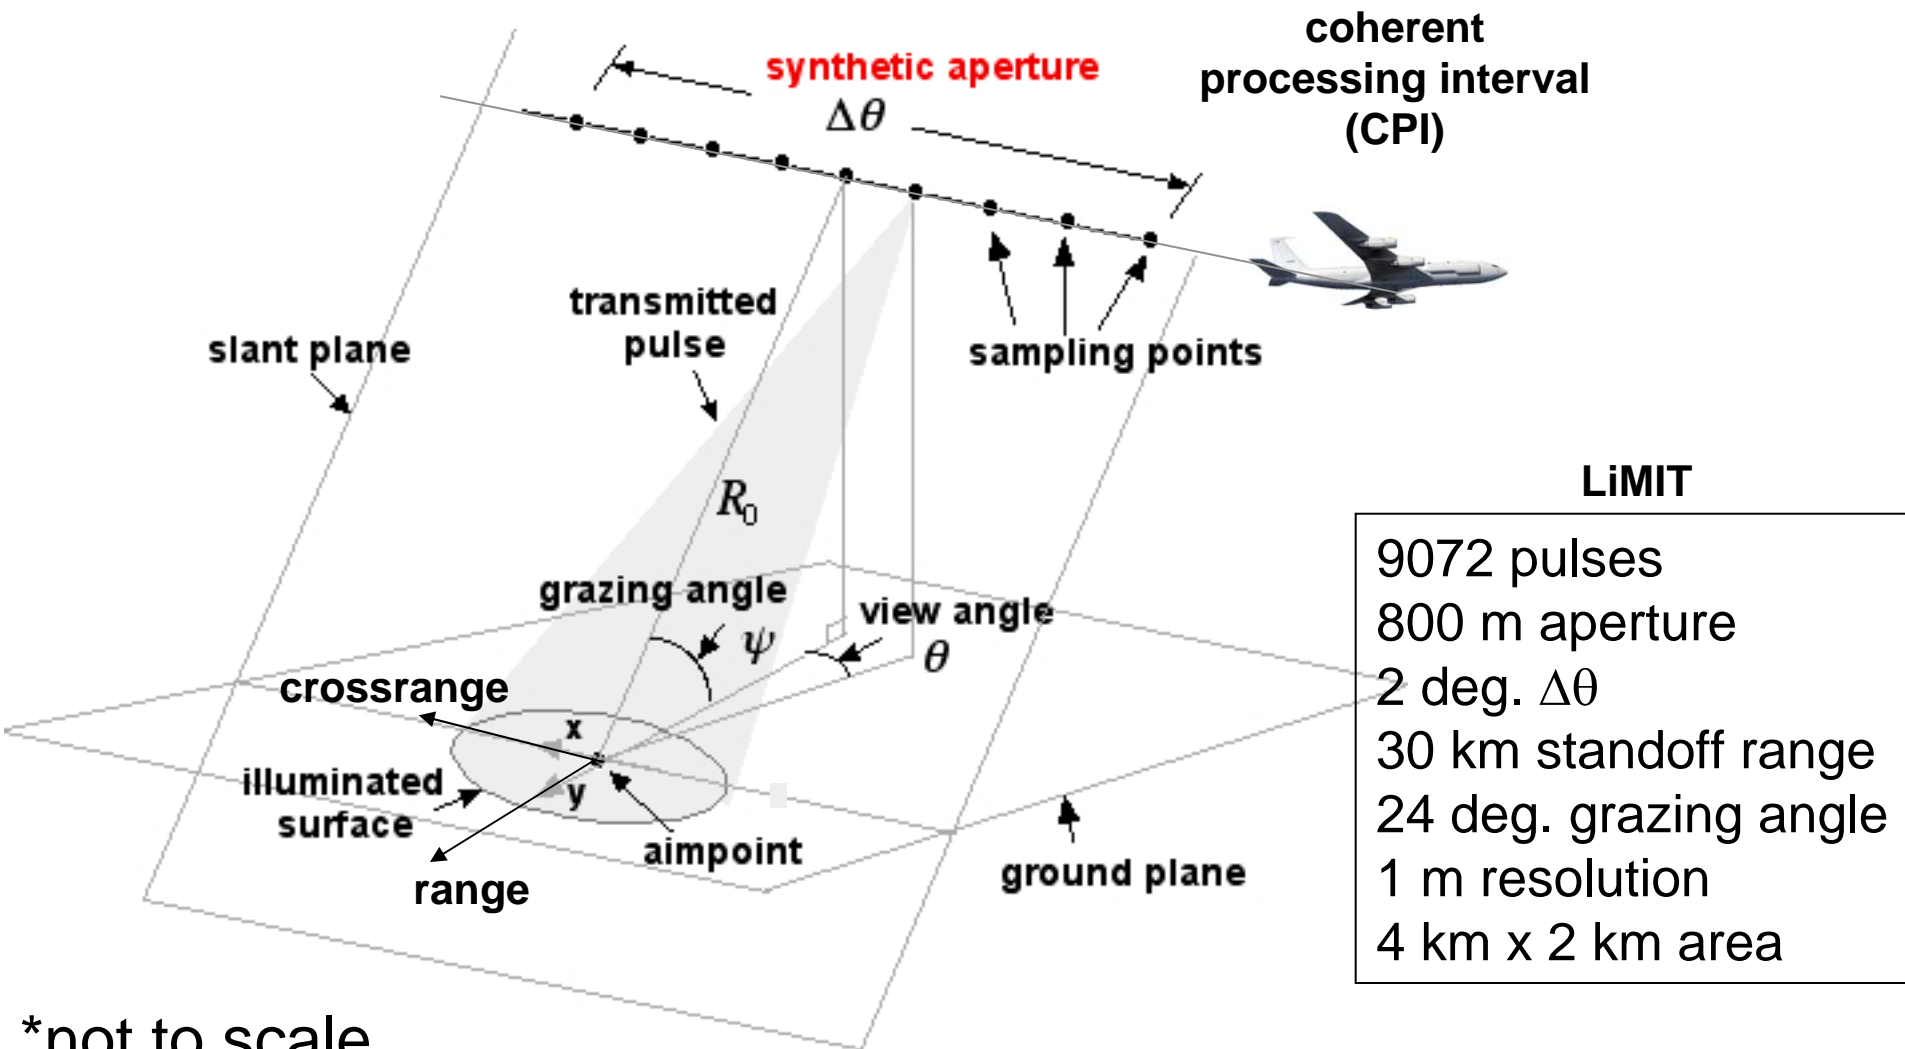 coherent
processing interval
(CPI)
synthetic aperture
Δθ
transmitted
pulse
slant plane
sampling points
R₀
LiMIT
grazing angle
ψ
view angle
θ
crossrange
x
y
illuminated
surface
aimpoint
range
ground plane
9072 pulses
800 m aperture
2 deg. Δθ
30 km standoff range
24 deg. grazing angle
1 m resolution
4 km x 2 km area
*not to scale